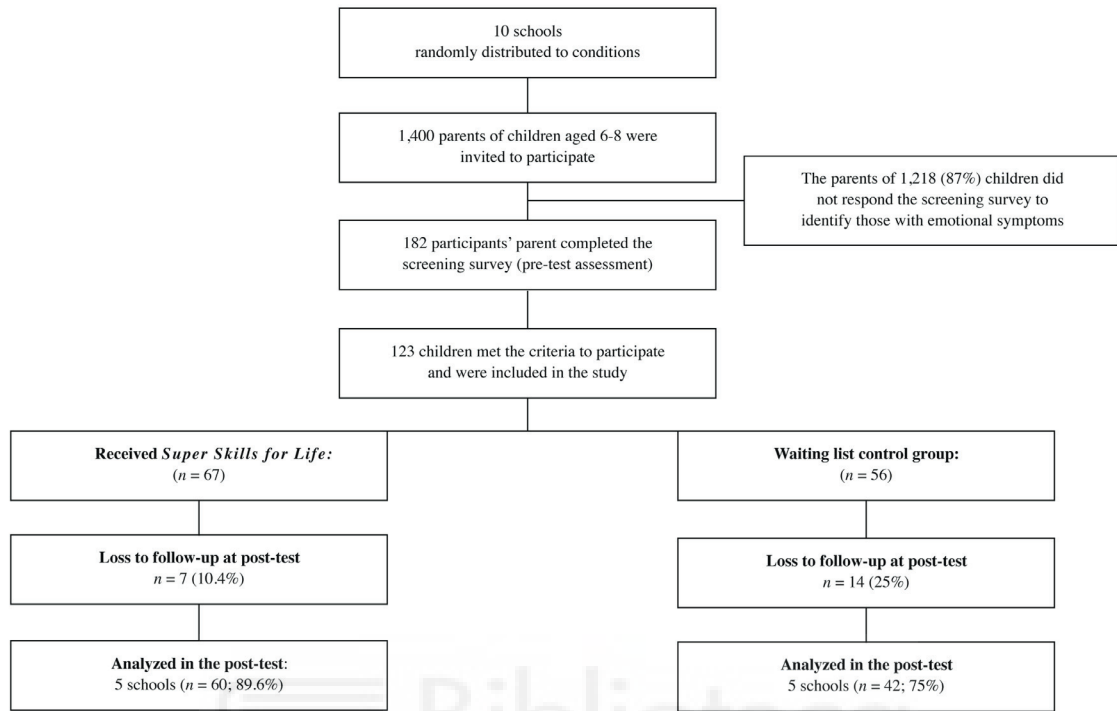 10 schools
randomly distributed to conditions
1,400 parents of children aged 6-8 were
invited to participate
The parents of 1,218 (87%) children did
not respond the screening survey to
identify those with emotional symptoms
182 participants’ parent completed the
screening survey (pre-test assessment)
123 children met the criteria to participate
and were included in the study
Received Super Skills for Life:
(n = 67)
Waiting list control group:
(n = 56)
Loss to follow-up at post-test
n = 7 (10.4%)
Loss to follow-up at post-test
n = 14 (25%)
Analyzed in the post-test:
5 schools (n = 60; 89.6%)
Analyzed in the post-test
5 schools (n = 42; 75%)
Biblioteca